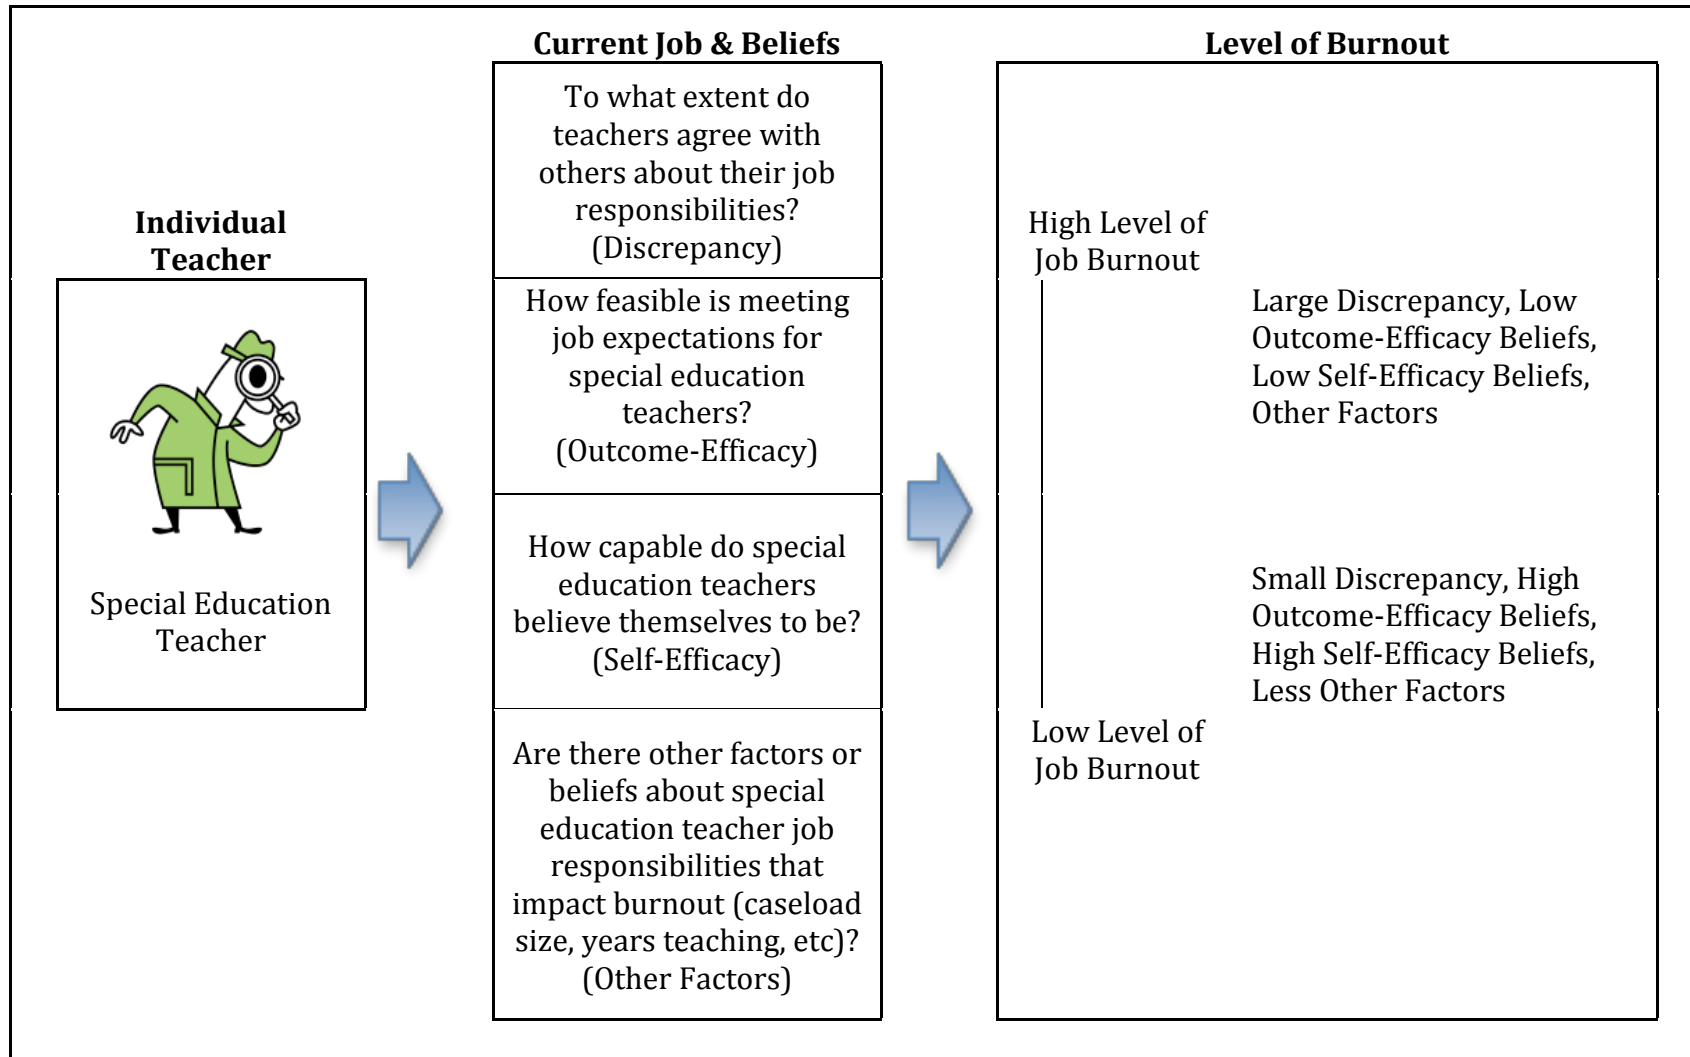 Individual
Teacher
Special Education
Teacher
Current Job & Beliefs
To what extent do
teachers agree with
others about their job
responsibilities?
(Discrepancy)
How feasible is meeting
job expectations for
special education
teachers?
(Outcome-Efficacy)
How capable do special
education teachers
believe themselves to be?
(Self-Efficacy)
Are there other factors or
beliefs about special
education teacher job
responsibilities that
impact burnout (caseload
size, years teaching, etc)?
(Other Factors)
Level of Burnout
High Level of
Job Burnout
Large Discrepancy, Low
Outcome-Efficacy Beliefs,
Low Self-Efficacy Beliefs,
Other Factors
Small Discrepancy, High
Outcome-Efficacy Beliefs,
High Self-Efficacy Beliefs,
Less Other Factors
Low Level of
Job Burnout